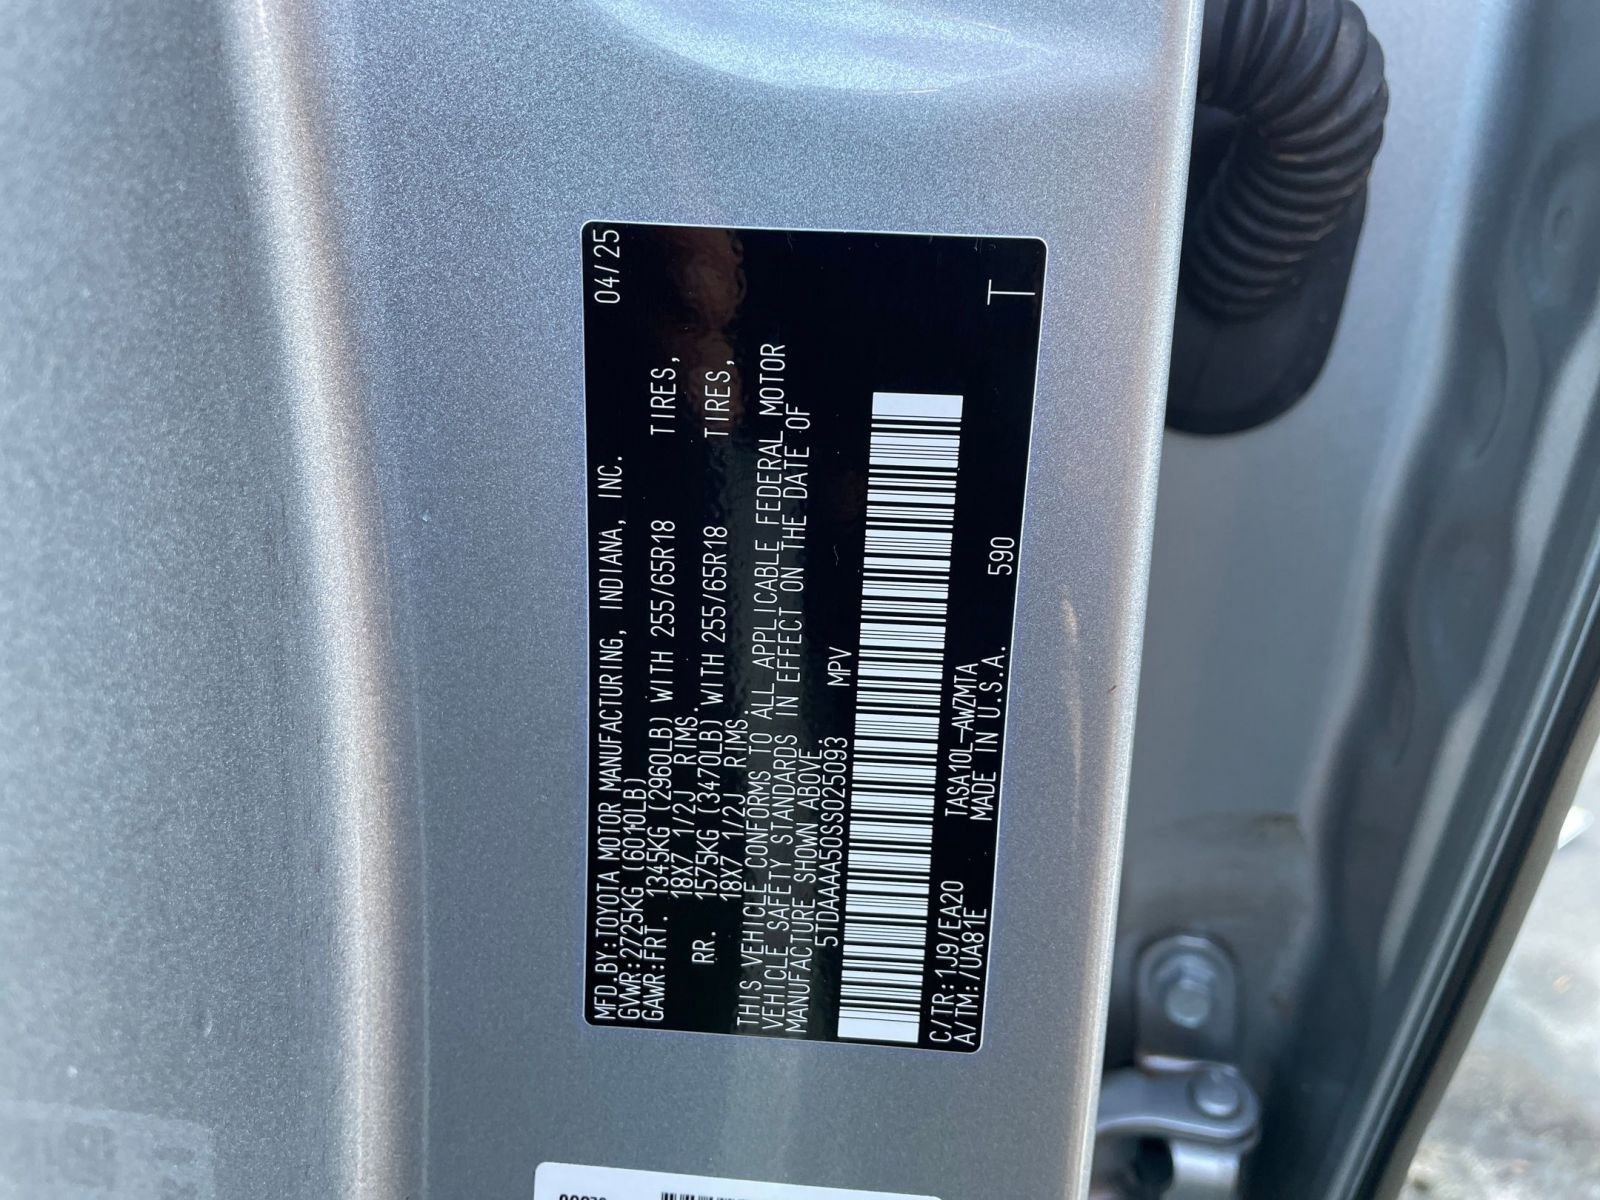 MFD.BY:TOYOTA MOTOR MANUFACTURING, INDIANA, INC. 04/25
GVWR:2725KG (6010LB)
GAWR:FRT. 1345KG (2960LB) WITH 255/65R18 TIRES,
18X7 1/2J RIMS.
RR. 1575KG (3470LB) WITH 255/65R18 TIRES,
18X7 1/2J RIMS.
THIS VEHICLE CONFORMS TO ALL APPLICABLE FEDERAL MOTOR
VEHICLE SAFETY STANDARDS IN EFFECT ON THE DATE OF
MANUFACTURE SHOWN ABOVE.
5TDAAAA50SS025093 MPV
C/TR:1J9/EA20 TASA10L-AWZMTA
A/TM:/UA81E MADE IN U.S.A. 590 T